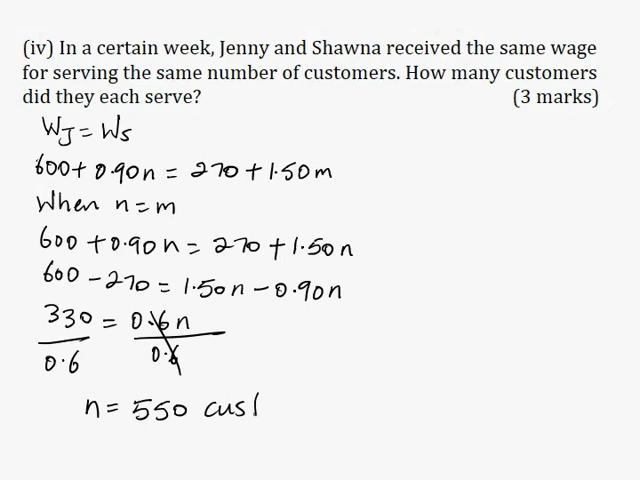 (iv) In a certain week, Jenny and Shawna received the same wage
for serving the same number of customers. How many customers
did they each serve? (3 marks)
WJ = WS
600 + 0.90n = 270 + 1.50m
When n = m
600 + 0.90n = 270 + 1.50n
600 - 270 = 1.50n - 0.90n
330 = 0.6n
0.6 0.6
n = 550 cus